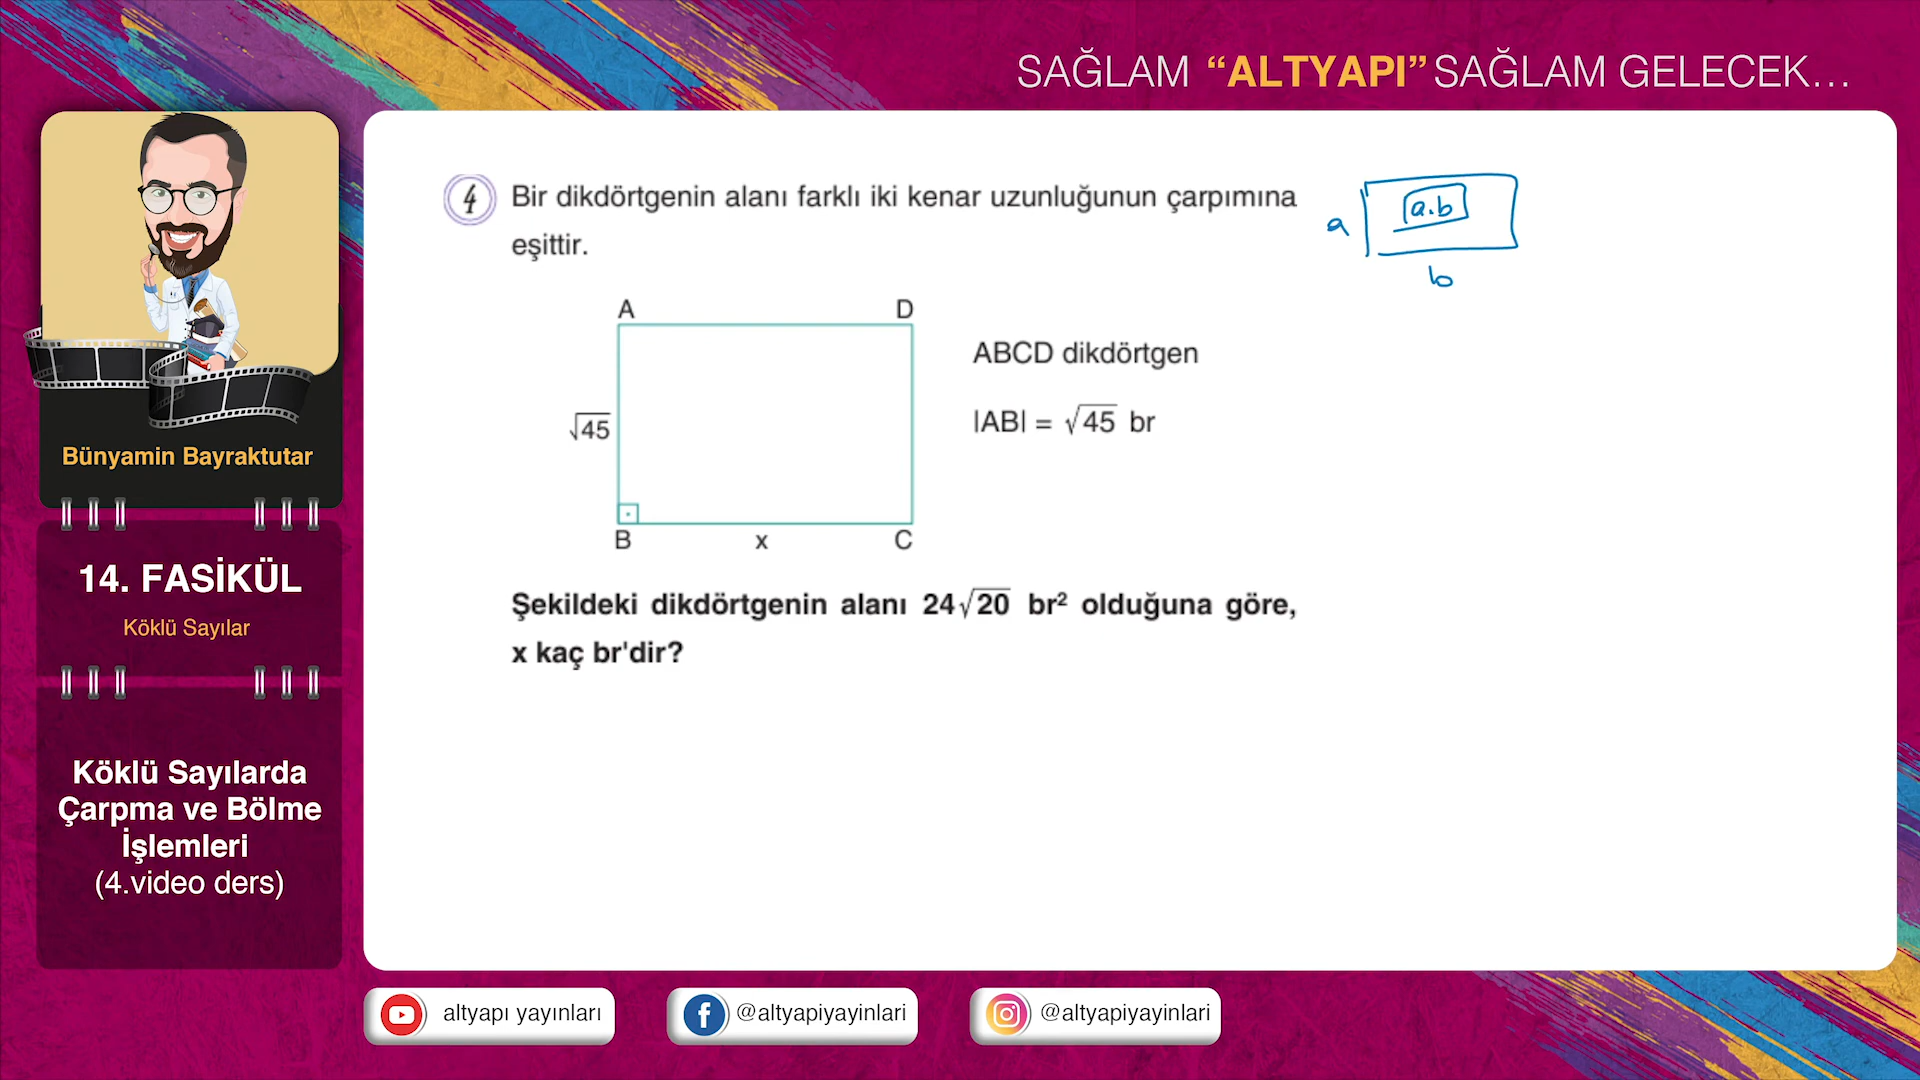 SAĞLAM “ALTYAPI” SAĞLAM GELECEK...
4 Bir dikdörtgenin alanı farklı iki kenar uzunluğunun çarpımına
eşittir.
a
a.b
b
A
D
√45
B
x
C
ABCD dikdörtgen
|AB| = √45 br
Şekildeki dikdörtgenin alanı 24√20 br² olduğuna göre,
x kaç br'dir?
Bünyamin Bayraktutar
14. FASİKÜL
Köklü Sayılar
Köklü Sayılarda
Çarpma ve Bölme
İşlemleri
(4.video ders)
altyapı yayınları
@altyapiyayinlari
@altyapiyayinlari